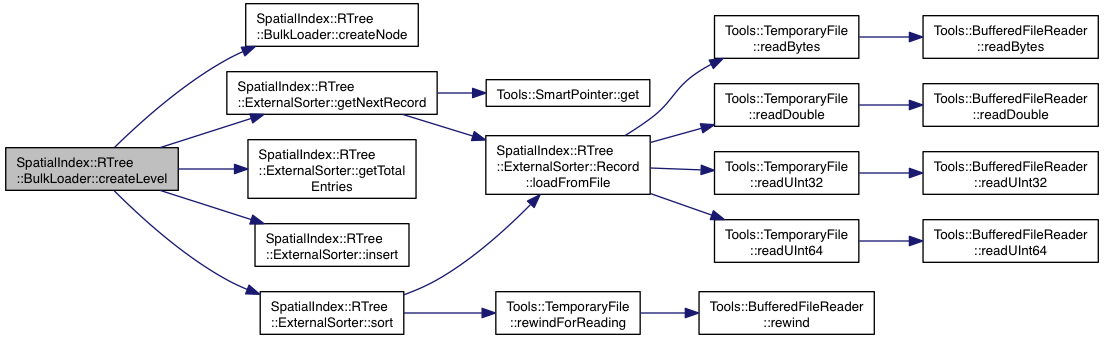 SpatialIndex::RTree
::BulkLoader::createLevel
SpatialIndex::RTree
::BulkLoader::createNode
SpatialIndex::RTree
::ExternalSorter::getNextRecord
SpatialIndex::RTree
::ExternalSorter::getTotal
Entries
SpatialIndex::RTree
::ExternalSorter::insert
SpatialIndex::RTree
::ExternalSorter::sort
Tools::SmartPointer::get
SpatialIndex::RTree
::ExternalSorter::Record
::loadFromFile
Tools::TemporaryFile
::rewindForReading
Tools::TemporaryFile
::readBytes
Tools::TemporaryFile
::readDouble
Tools::TemporaryFile
::readUInt32
Tools::TemporaryFile
::readUInt64
Tools::BufferedFileReader
::rewind
Tools::BufferedFileReader
::readBytes
Tools::BufferedFileReader
::readDouble
Tools::BufferedFileReader
::readUInt32
Tools::BufferedFileReader
::readUInt64